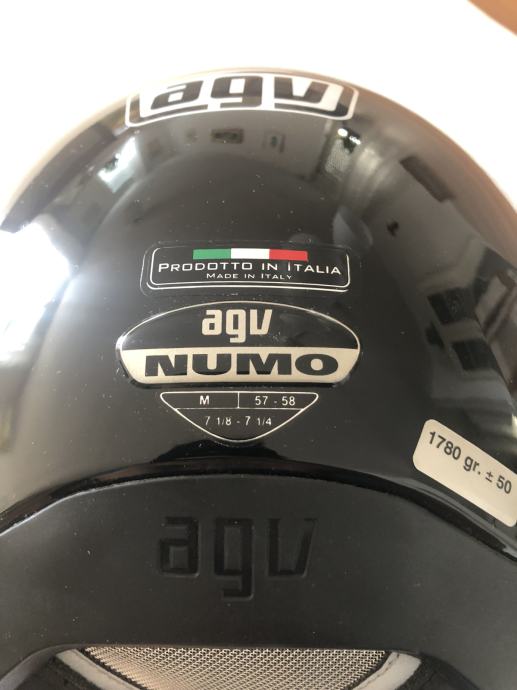 agv
PRODOTTO IN ITALIA
MADE IN ITALY
agv
NUMO
M 57 - 58
7 1/8 - 7 1/4
1780 gr. ± 50
agv